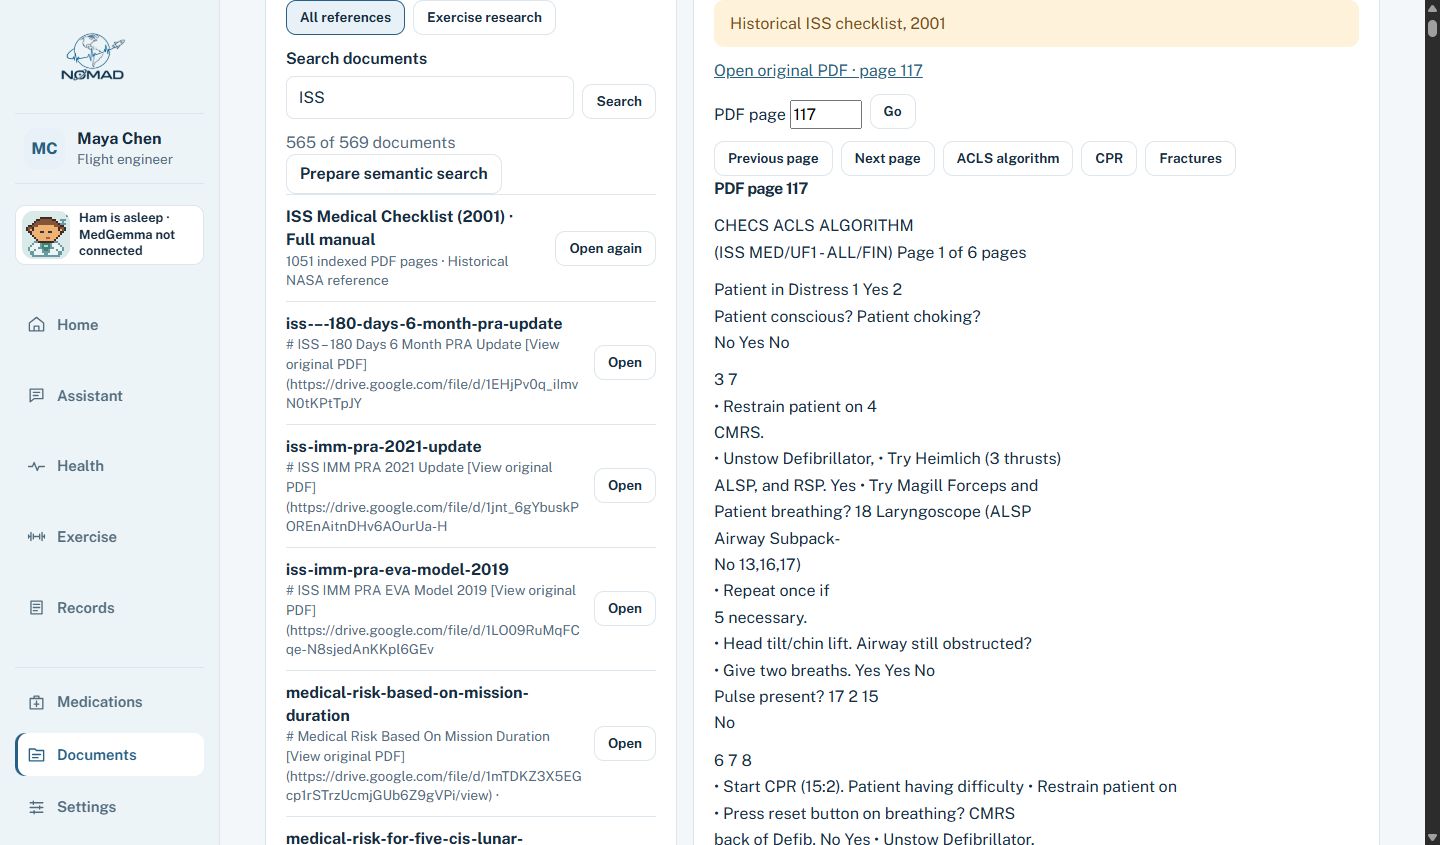 NOMAD
MC
Maya Chen
Flight engineer
Ham is asleep ·
MedGemma not
connected
Home
Assistant
Health
Exercise
Records
Medications
Documents
Settings
All references
Exercise research
Search documents
ISS
Search
565 of 569 documents
Prepare semantic search
ISS Medical Checklist (2001) ·
Full manual
1051 indexed PDF pages · Historical
NASA reference
Open again
iss---180-days-6-month-pra-update
# ISS – 180 Days 6 Month PRA Update [View
original PDF]
(https://drive.google.com/file/d/1EHjPv0q_iImv
N0tKPtTpJY
Open
iss-imm-pra-2021-update
# ISS IMM PRA 2021 Update [View original
PDF]
(https://drive.google.com/file/d/1jnt_6gYbuskP
OREnAitnDHv6AOurUa-H
Open
iss-imm-pra-eva-model-2019
# ISS IMM PRA EVA Model 2019 [View original
PDF]
(https://drive.google.com/file/d/1LO09RuMqFC
qe-N8sjedAnKKpl6GEv
Open
medical-risk-based-on-mission-
duration
# Medical Risk Based On Mission Duration
[View original PDF]
(https://drive.google.com/file/d/1mTDKZ3X5EG
cp1rSTrzUcmjGUb6Z9gVPi/view) ·
Open
medical-risk-for-five-cis-lunar-
Historical ISS checklist, 2001
Open original PDF · page 117
PDF page 117 Go
Previous page
Next page
ACLS algorithm
CPR
Fractures
PDF page 117
CHECS ACLS ALGORITHM
(ISS MED/UF1 - ALL/FIN) Page 1 of 6 pages
Patient in Distress 1 Yes 2
Patient conscious? Patient choking?
No Yes No
3 7
• Restrain patient on 4
CMRS.
• Unstow Defibrillator, • Try Heimlich (3 thrusts)
ALSP, and RSP. Yes • Try Magill Forceps and
Patient breathing? 18 Laryngoscope (ALSP
Airway Subpack-
No 13,16,17)
• Repeat once if
5 necessary.
• Head tilt/chin lift. Airway still obstructed?
• Give two breaths. Yes Yes No
Pulse present? 17 2 15
No
6 7 8
• Start CPR (15:2). Patient having difficulty • Restrain patient on
• Press reset button on breathing? CMRS
back of Defib. No Yes • Unstow Defibrillator,